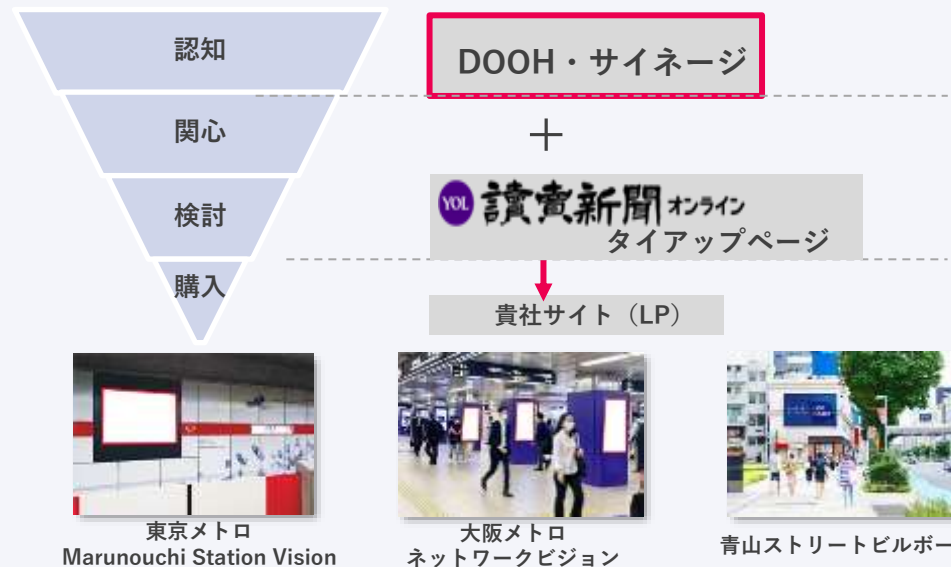 認知
DOOH・サイネージ
関心
＋
YOL 讀賣新聞 オンライン
検討
タイアップページ
購入
貴社サイト（LP）
東京メトロ
Marunouchi Station Vision
大阪メトロ
ネットワークビジョン
青山ストリートビルボー